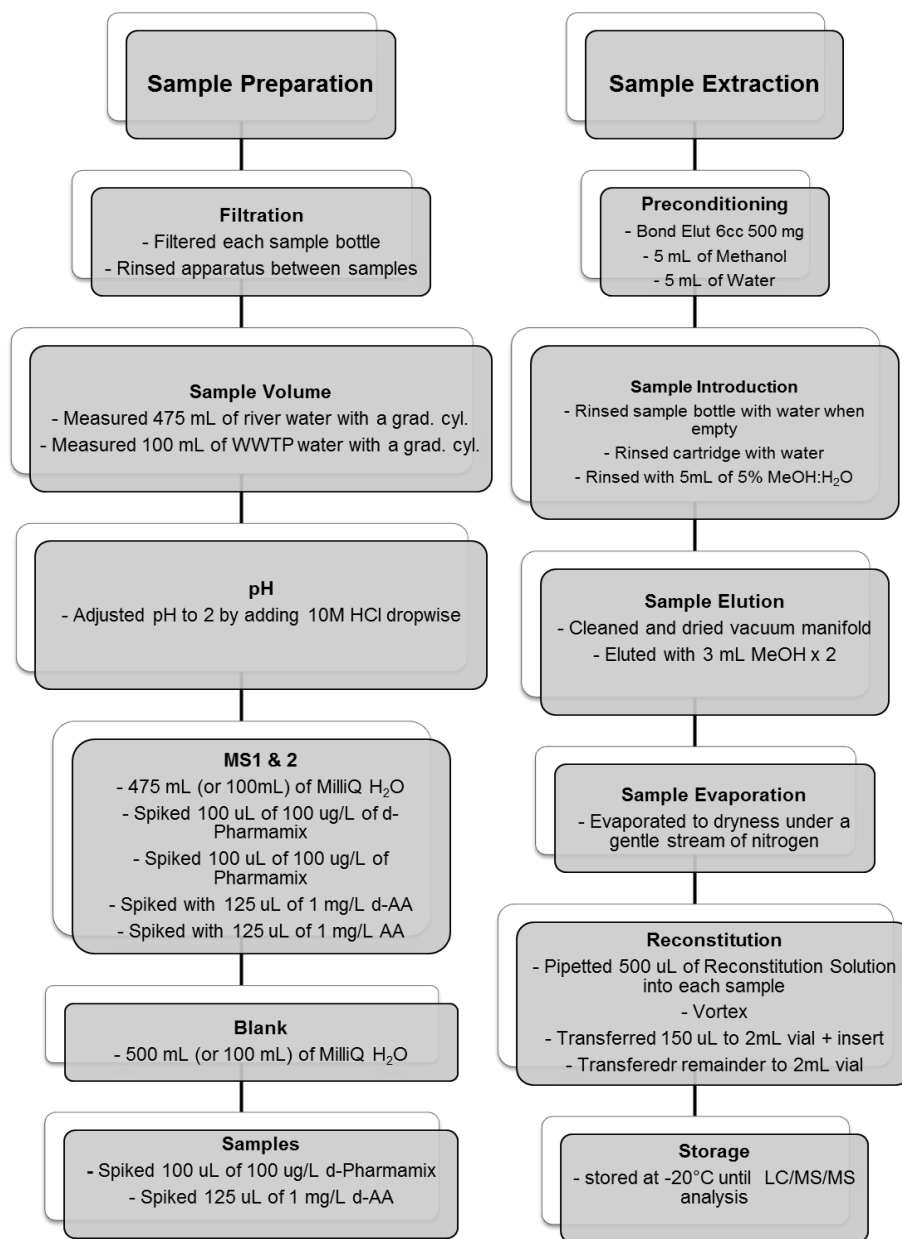 Sample Preparation
Filtration
- Filtered each sample bottle
- Rinsed apparatus between samples
Sample Volume
- Measured 475 mL of river water with a grad. cyl.
- Measured 100 mL of WWTP water with a grad. cyl.
pH
- Adjusted pH to 2 by adding 10M HCl dropwise
MS1 & 2
- 475 mL (or 100mL) of MilliQ H₂O
- Spiked 100 uL of 100 ug/L of d-
Pharmamix
- Spiked 100 uL of 100 ug/L of
Pharmamix
- Spiked with 125 uL of 1 mg/L d-AA
- Spiked with 125 uL of 1 mg/L AA
Blank
- 500 mL (or 100 mL) of MilliQ H₂O
Samples
- Spiked 100 uL of 100 ug/L d-Pharmamix
- Spiked 125 uL of 1 mg/L d-AA
Sample Extraction
Preconditioning
- Bond Elut 6cc 500 mg
- 5 mL of Methanol
- 5 mL of Water
Sample Introduction
- Rinsed sample bottle with water when
empty
- Rinsed cartridge with water
- Rinsed with 5mL of 5% MeOH:H₂O
Sample Elution
- Cleaned and dried vacuum manifold
- Eluted with 3 mL MeOH x 2
Sample Evaporation
- Evaporated to dryness under a
gentle stream of nitrogen
Reconstitution
- Pipetted 500 uL of Reconstitution Solution
into each sample
- Vortex
- Transferred 150 uL to 2mL vial + insert
- Transferedr remainder to 2mL vial
Storage
- stored at -20°C until LC/MS/MS
analysis